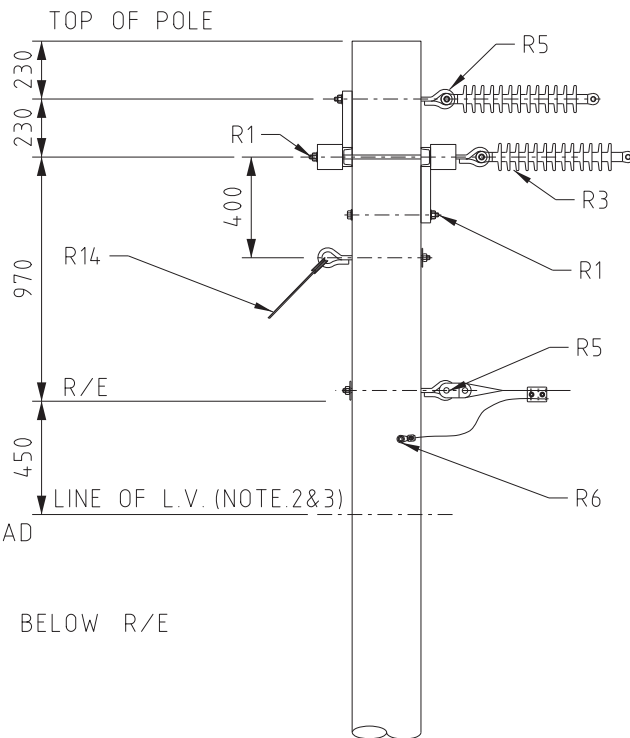 TOP OF POLE
R5
230
230
R1
R3
400
R14
R1
970
R/E
R5
450
LINE OF L.V. (NOTE.2&3)
R6
AD
BELOW R/E